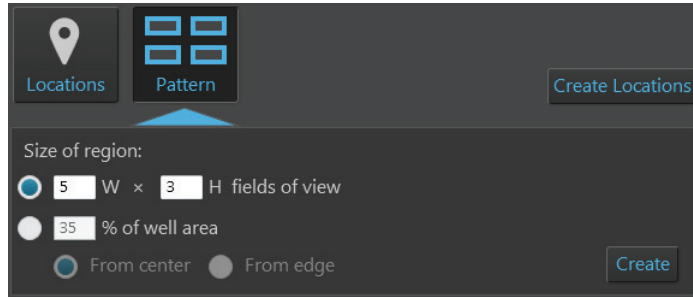 Locations
Pattern
Create Locations
Size of region:
5 W × 3 H fields of view
35 % of well area
From center From edge
Create